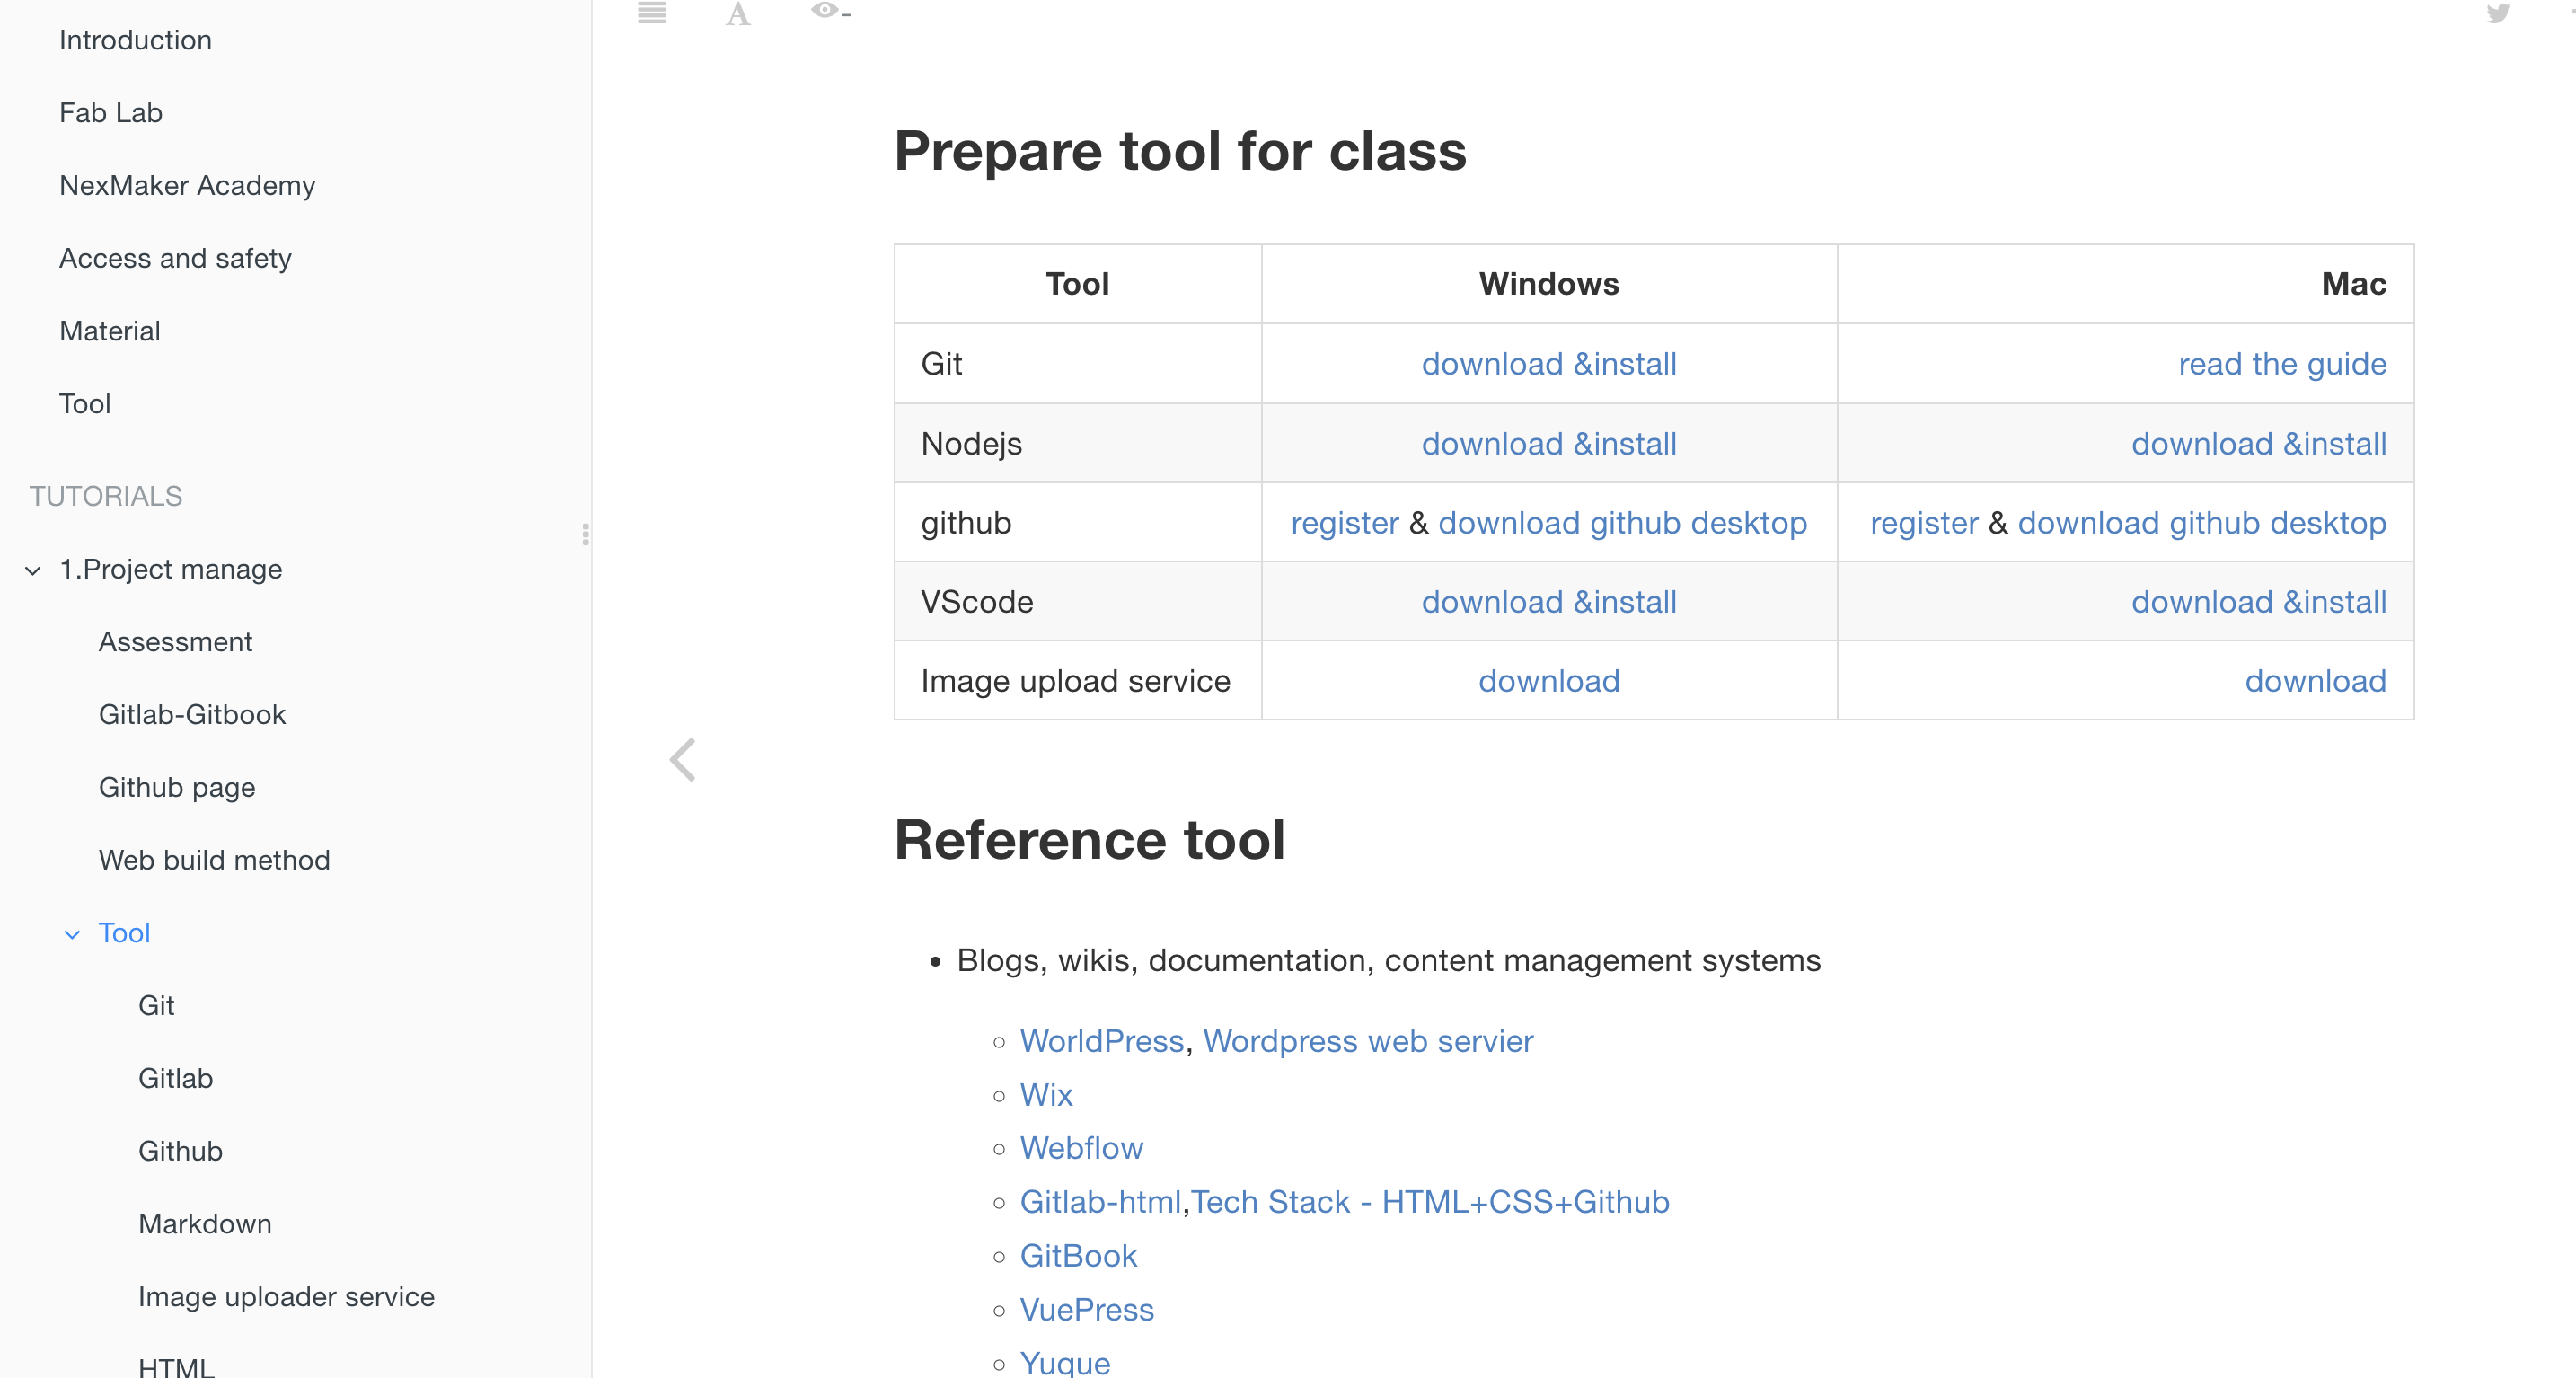 Introduction
Fab Lab
NexMaker Academy
Access and safety
Material
Tool
TUTORIALS
1.Project manage
Assessment
Gitlab-Gitbook
Github page
Web build method
Tool
Git
Gitlab
Github
Markdown
Image uploader service
HTML
A
Prepare tool for class
Tool Windows Mac
Git download &install read the guide
Nodejs download &install download &install
github register & download github desktop register & download github desktop
VScode download &install download &install
Image upload service download download
Reference tool
• Blogs, wikis, documentation, content management systems
◦ WorldPress, Wordpress web servier
◦ Wix
◦ Webflow
◦ Gitlab-html,Tech Stack - HTML+CSS+Github
◦ GitBook
◦ VuePress
◦ Yuque